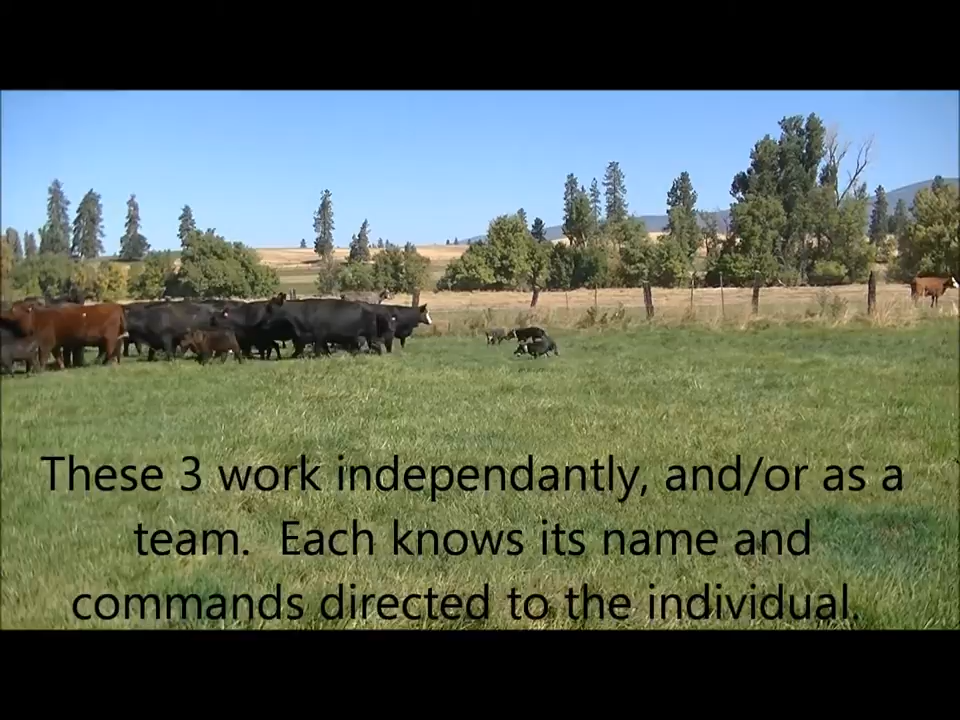 These 3 work independantly, and/or as a
team.  Each knows its name and
commands directed to the individual.